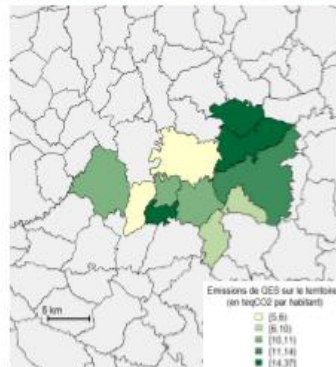 5 km
Emissions de GES sur le territoire
(en teqCO2 par habitant)
[5,6)
[6,10)
[10,11)
[11,14)
[14,37)